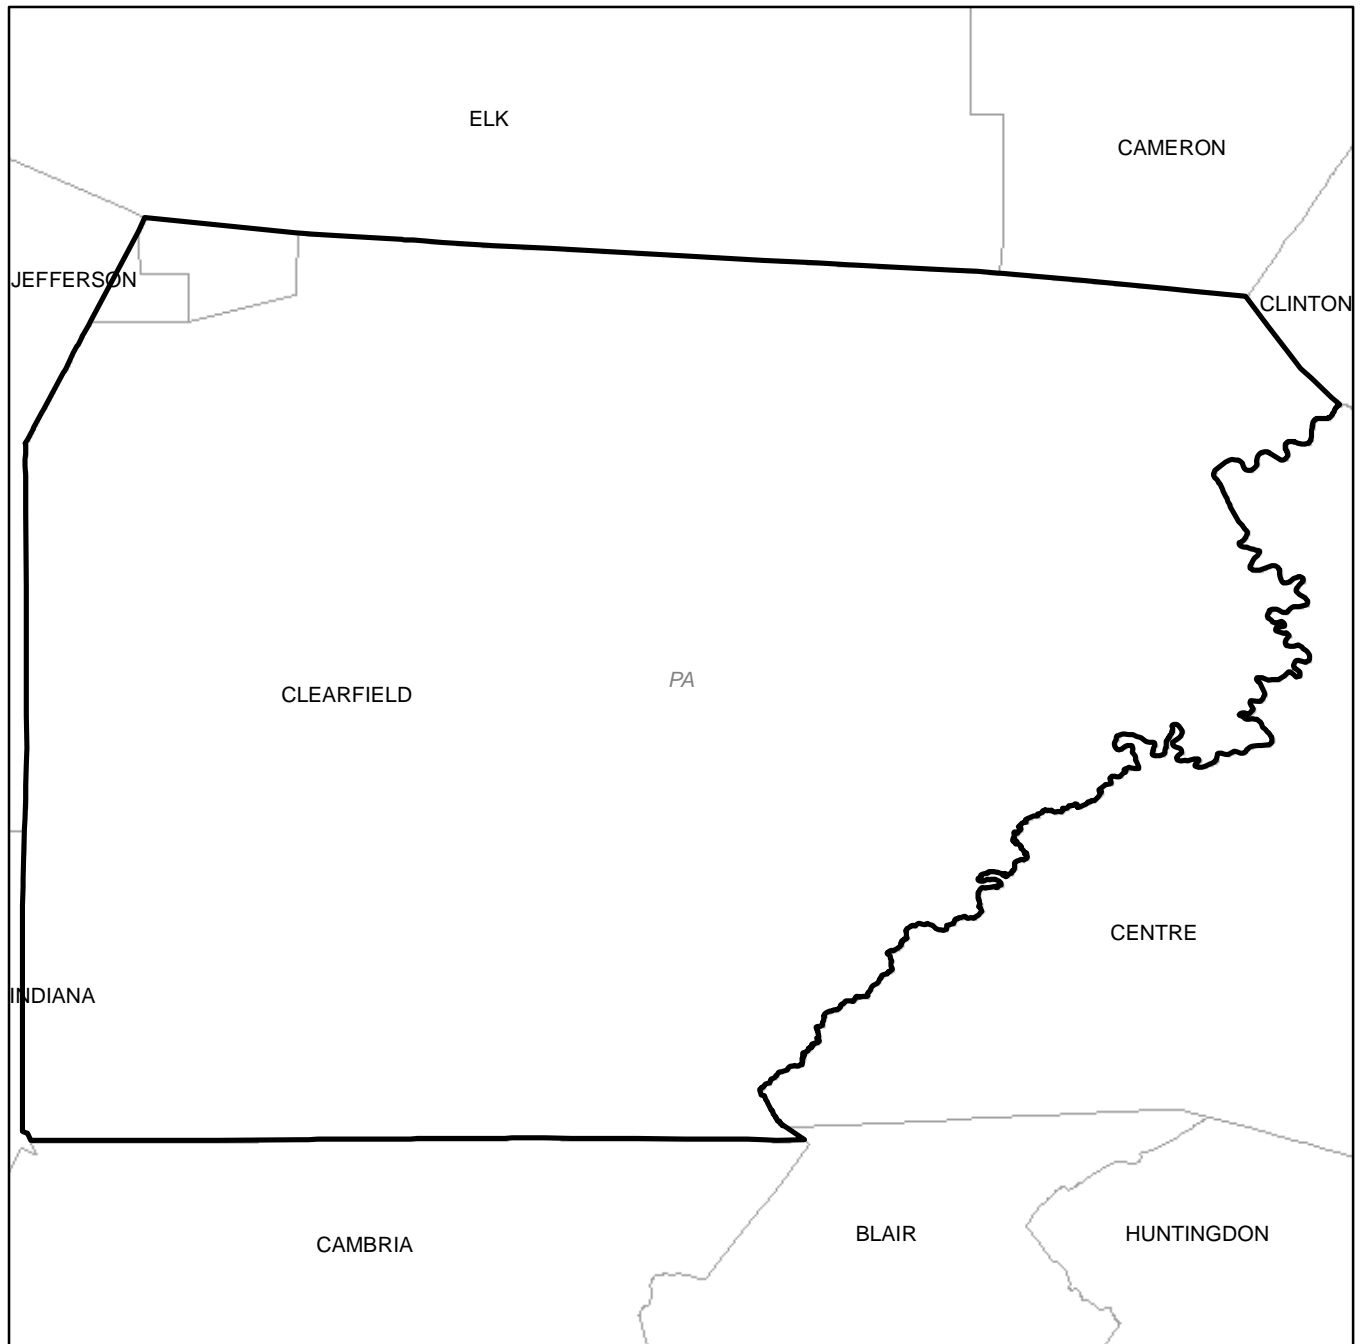 ELK
CAMERON
JEFFERSON
CLINTON
PA
CLEARFIELD
CENTRE
INDIANA
BLAIR
HUNTINGDON
CAMBRIA